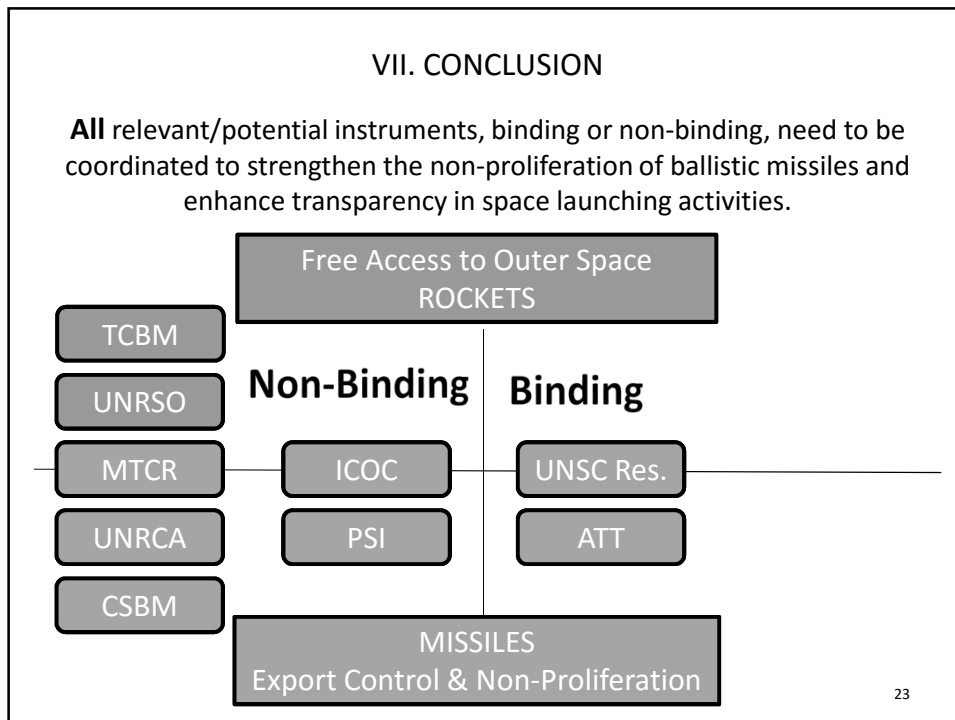 VII. CONCLUSION
All relevant/potential instruments, binding or non-binding, need to be
coordinated to strengthen the non-proliferation of ballistic missiles and
enhance transparency in space launching activities.
Free Access to Outer Space
ROCKETS
TCBM
UNRSO
Non-Binding
Binding
MTCR
ICOC
UNSC Res.
UNRCA
PSI
ATT
CSBM
MISSILES
Export Control & Non-Proliferation
23